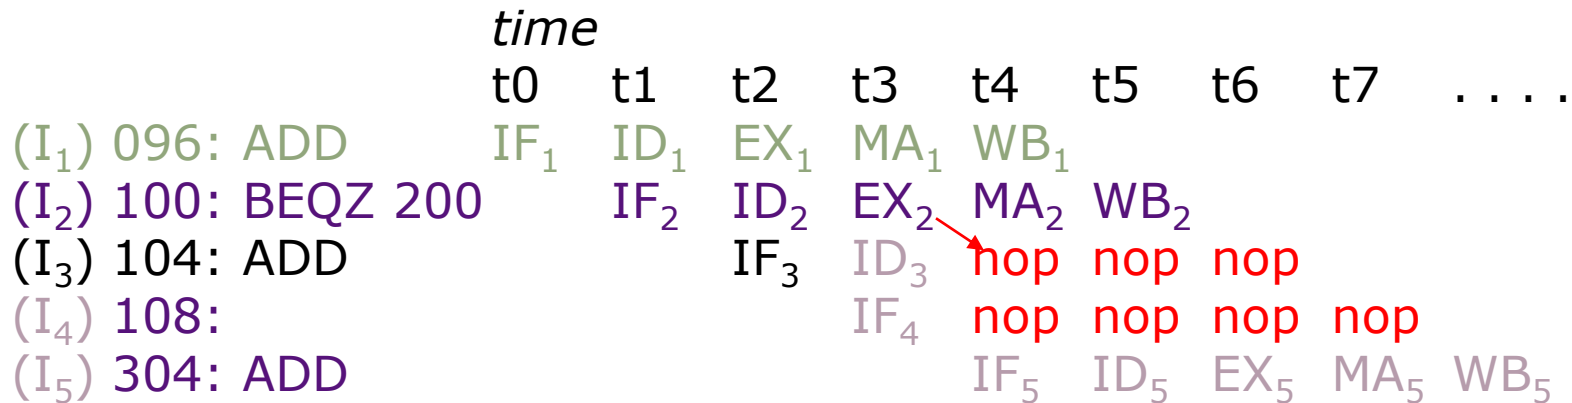 time
t0 t1 t2 t3 t4 t5 t6 t7 . . . .
(I₁) 096: ADD IF₁ ID₁ EX₁ MA₁ WB₁
(I₂) 100: BEQZ 200 IF₂ ID₂ EX₂ MA₂ WB₂
(I₃) 104: ADD IF₃ ID₃ nop nop nop
(I₄) 108: IF₄ nop nop nop nop
(I₅) 304: ADD IF₅ ID₅ EX₅ MA₅ WB₅